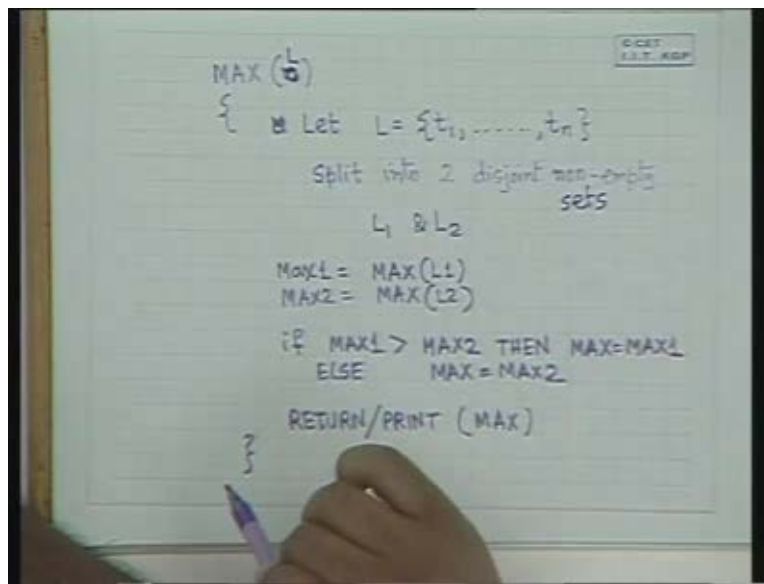 C CET
I.I.T. KGP
MAX (L)
{ Let L = {t1, ......, tn}
Split into 2 disjoint non-empty
sets
L1 & L2
Max1 = MAX(L1)
MAX2 = MAX(L2)
if MAX1 > MAX2 THEN MAX=MAX1
ELSE MAX = MAX2
RETURN/PRINT (MAX)
}